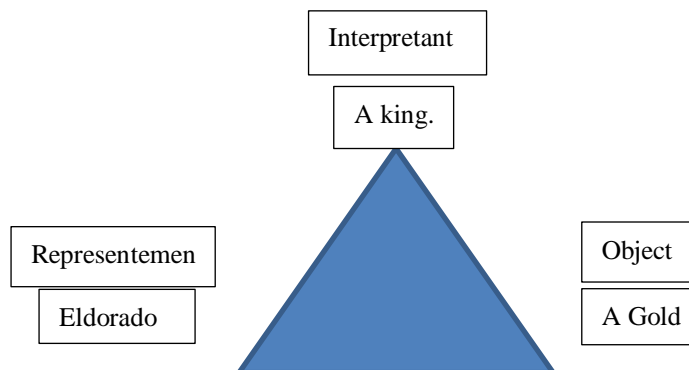 Interpretant
A king.
Representemen
Object
Eldorado
A Gold